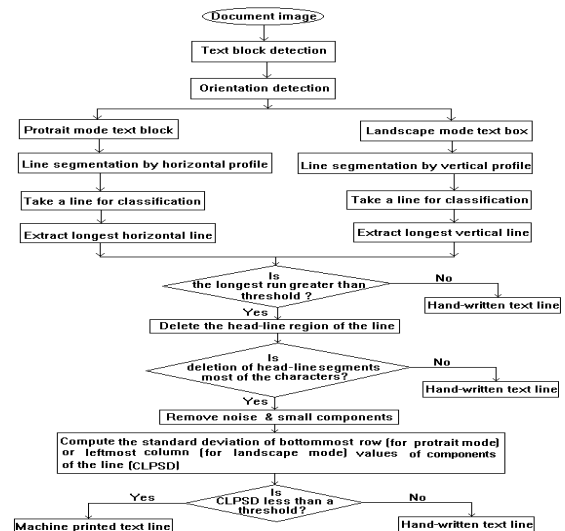 Document image
Text block detection
Orientation detection
Protrait mode text block
Landscape mode text box
Line segmentation by horizontal profile
Line segmentation by vertical profile
Take a line for classification
Take a line for classification
Extract longest horizontal line
Extract longest vertical line
Is
the longest run greater than
threshold ?
No
Hand-written text line
Yes
Delete the head-line region of the line
Is
deletion of head-line segments
most of the characters?
No
Hand-written text line
Yes
Remove noise & small components
Compute the standard deviation of bottommost row (for protrait mode)
or leftmost column (for landscape mode) values of components
of the line (CLPSD)
Is
CLPSD less than a
threshold?
Yes
No
Machine printed text line
Hand-written text line